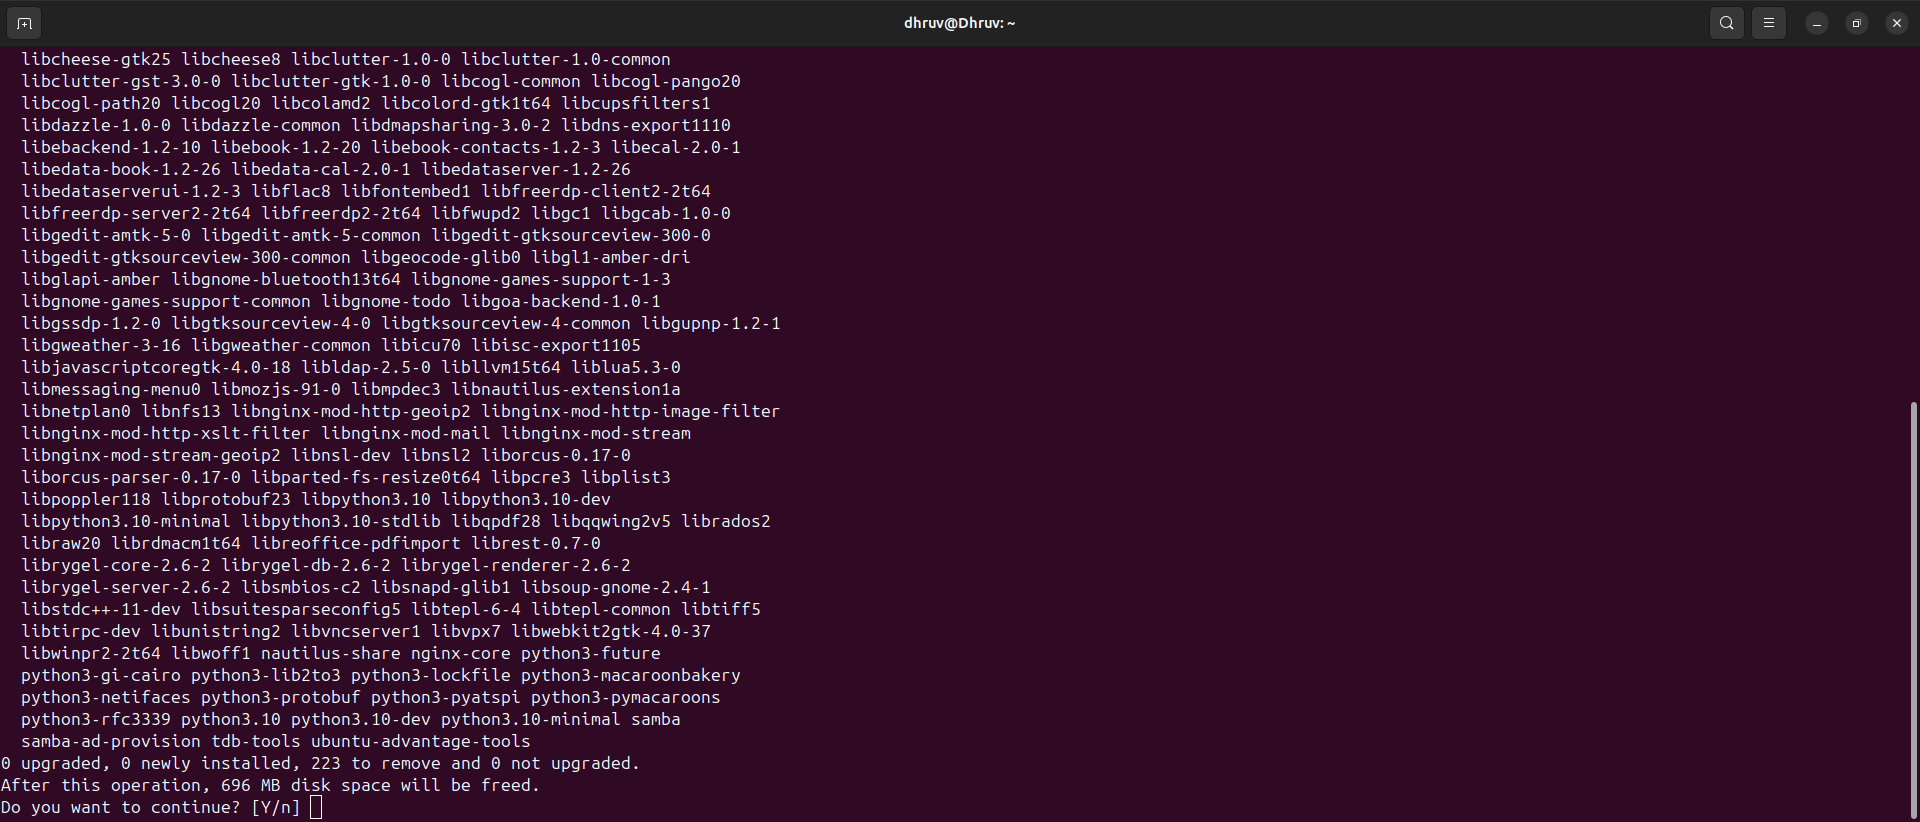 dhruv@Dhruv: ~
libcheese-gtk25 libcheese8 libclutter-1.0-0 libclutter-1.0-common
libclutter-gst-3.0-0 libclutter-gtk-1.0-0 libcogl-common libcogl-pango20
libcogl-path20 libcogl20 libcolamd2 libcolord-gtk1t64 libcupsfilters1
libdazzle-1.0-0 libdazzle-common libdmapsharing-3.0-2 libdns-export1110
libebackend-1.2-10 libebook-1.2-20 libebook-contacts-1.2-3 libecal-2.0-1
libedata-book-1.2-26 libedata-cal-2.0-1 libedataserver-1.2-26
libedataserverui-1.2-3 libflac8 libfontembed1 libfreerdp-client2-2t64
libfreerdp-server2-2t64 libfreerdp2-2t64 libfwupd2 libgc1 libgcab-1.0-0
libgedit-amtk-5-0 libgedit-amtk-5-common libgedit-gtksourceview-300-0
libgedit-gtksourceview-300-common libgeocode-glib0 libgl1-amber-dri
libglapi-amber libgnome-bluetooth13t64 libgnome-games-support-1-3
libgnome-games-support-common libgnome-todo libgoa-backend-1.0-1
libgssdp-1.2-0 libgtksourceview-4-0 libgtksourceview-4-common libgupnp-1.2-1
libgweather-3-16 libgweather-common libicu70 libisc-export1105
libjavascriptcoregtk-4.0-18 libldap-2.5-0 libllvm15t64 liblua5.3-0
libmessaging-menu0 libmozjs-91-0 libmpdec3 libnautilus-extension1a
libnetplan0 libnfs13 libnginx-mod-http-geoip2 libnginx-mod-http-image-filter
libnginx-mod-http-xslt-filter libnginx-mod-mail libnginx-mod-stream
libnginx-mod-stream-geoip2 libnsl-dev libnsl2 liborcus-0.17-0
liborcus-parser-0.17-0 libparted-fs-resize0t64 libpcre3 libplist3
libpoppler118 libprotobuf23 libpython3.10 libpython3.10-dev
libpython3.10-minimal libpython3.10-stdlib libqpdf28 libqqwing2v5 librados2
libraw20 librdmacm1t64 libreoffice-pdfimport librest-0.7-0
librygel-core-2.6-2 librygel-db-2.6-2 librygel-renderer-2.6-2
librygel-server-2.6-2 libsmbios-c2 libsnapd-glib1 libsoup-gnome-2.4-1
libstdc++-11-dev libsuitesparseconfig5 libtepl-6-4 libtepl-common libtiff5
libtirpc-dev libunistring2 libvncserver1 libvpx7 libwebkit2gtk-4.0-37
libwinpr2-2t64 libwoff1 nautilus-share nginx-core python3-future
python3-gi-cairo python3-lib2to3 python3-lockfile python3-macaroonbakery
python3-netifaces python3-protobuf python3-pyatspi python3-pymacaroons
python3-rfc3339 python3.10 python3.10-dev python3.10-minimal samba
samba-ad-provision tdb-tools ubuntu-advantage-tools
0 upgraded, 0 newly installed, 223 to remove and 0 not upgraded.
After this operation, 696 MB disk space will be freed.
Do you want to continue? [Y/n]